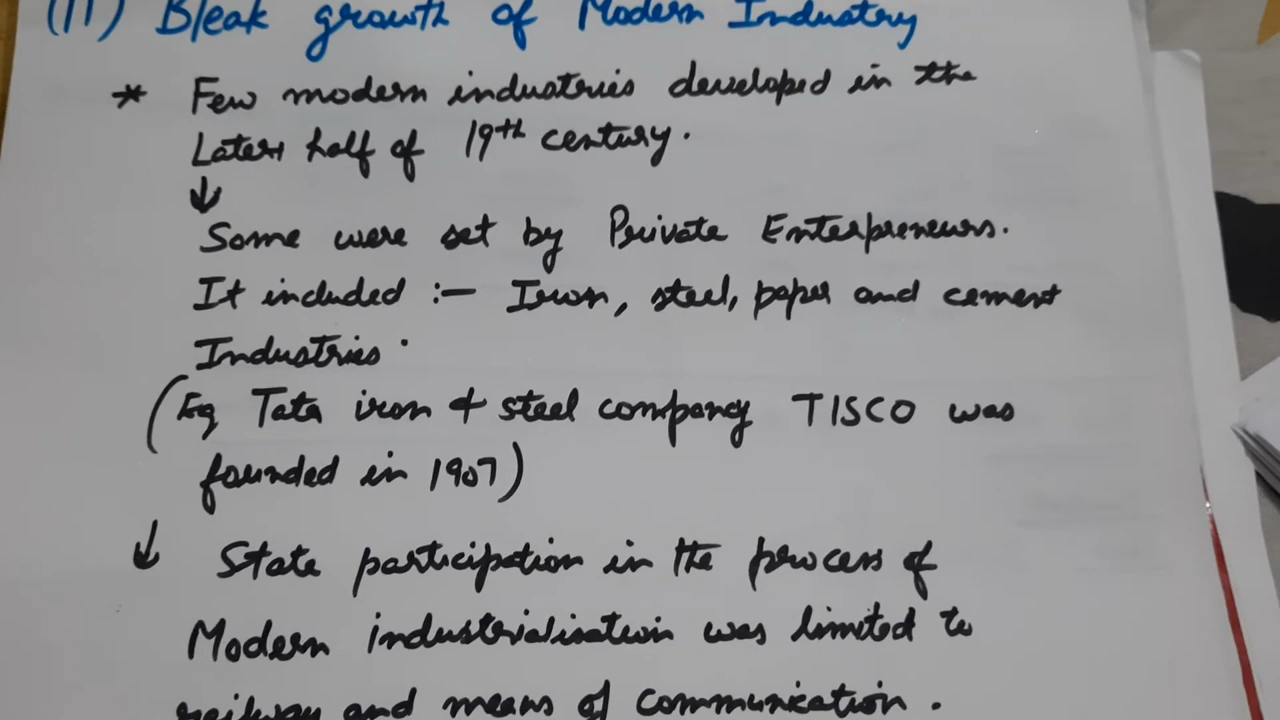 (II) Bleak growth of Modern Industry
* Few modern industries developed in the
Later half of 19th century.
↓
Some were set by Private Enterpreneurs.
It included :- Iron, steel, paper and cement
Industries.
(Eg Tata iron & steel company TISCO was
founded in 1907)
↓ State participation in the process of
Modern industrialisation was limited to
railway and means of communication.